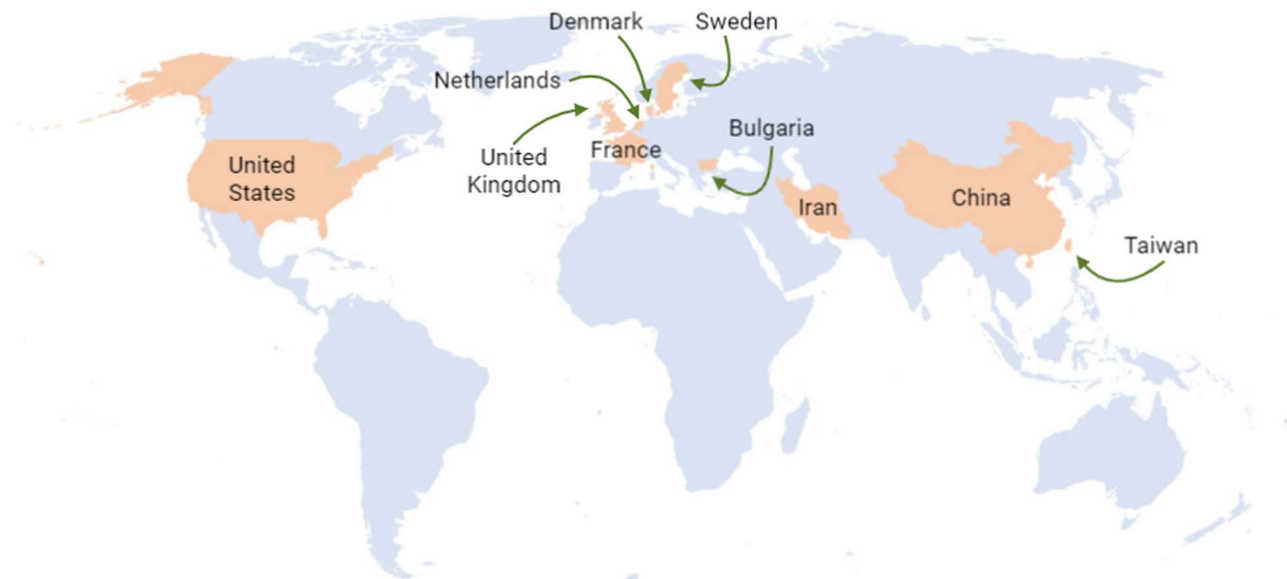 Denmark
Sweden
Netherlands
Bulgaria
United
Kingdom
France
United
States
Iran
China
Taiwan